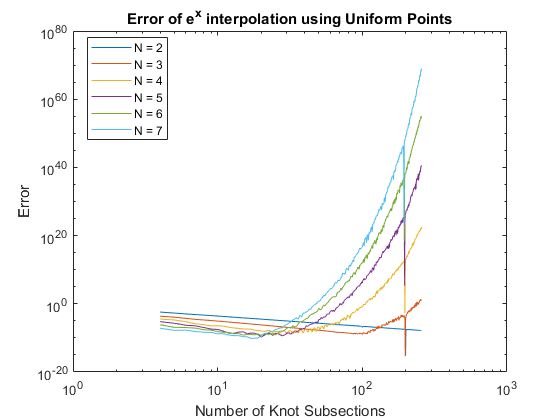 Error of e^x interpolation using Uniform Points
10^80
10^60
10^40
10^20
10^0
10^-20
Error
N = 2
N = 3
N = 4
N = 5
N = 6
N = 7
10^0
10^1
10^2
10^3
Number of Knot Subsections